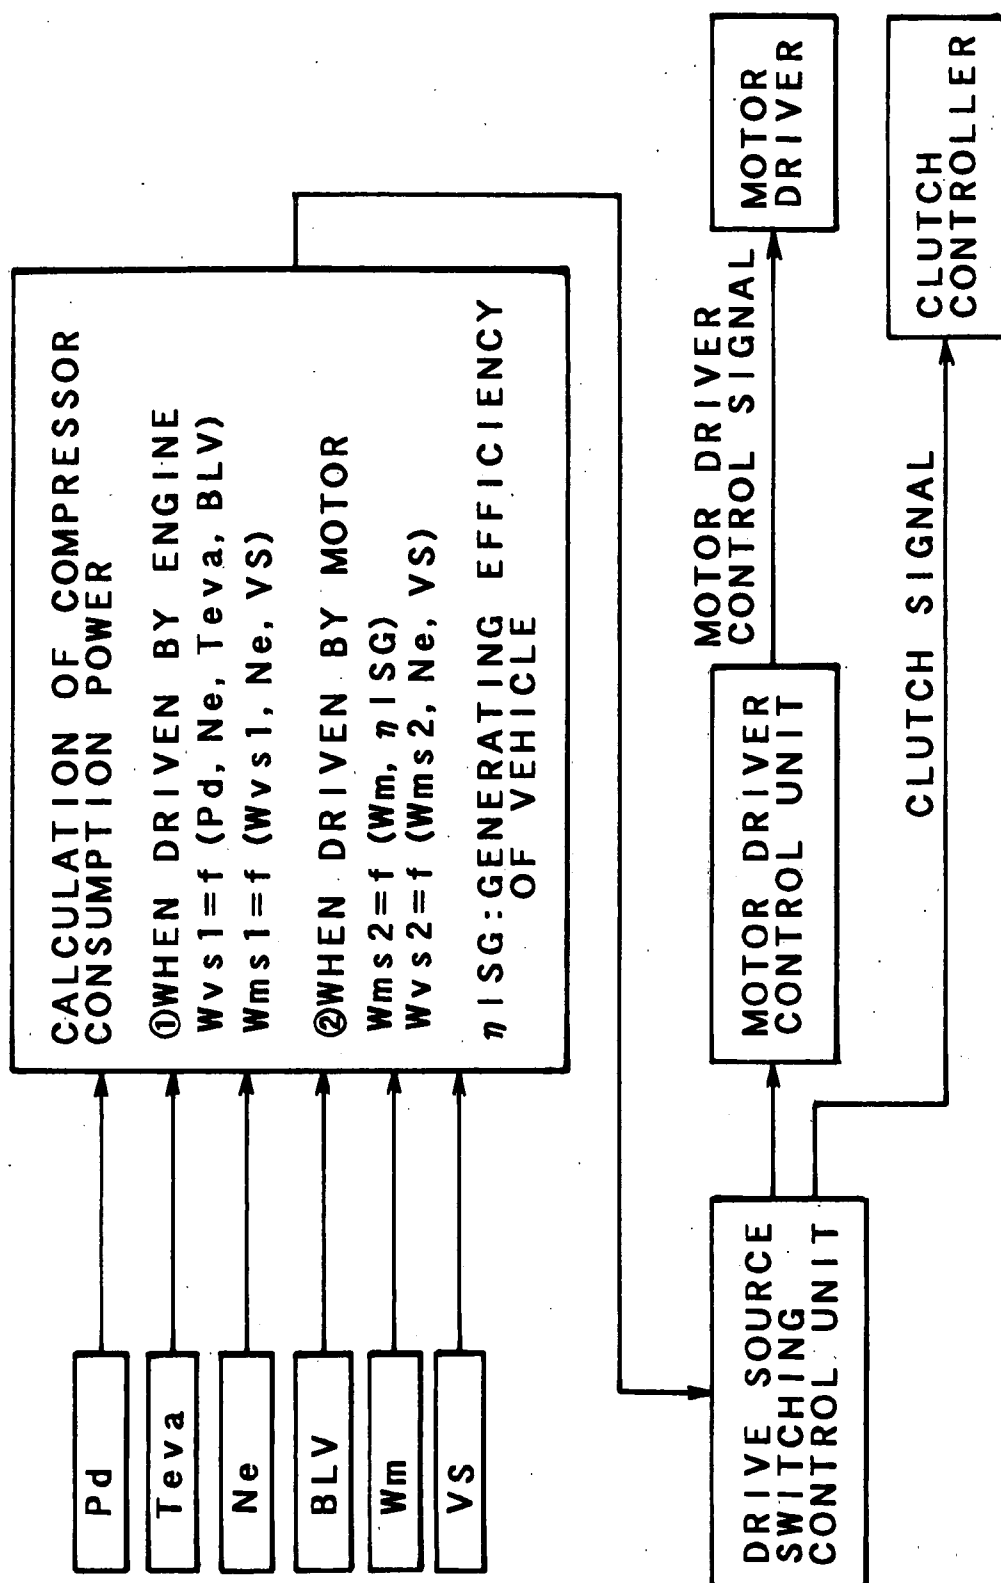 Pd
Teva
Ne
BLV
Wm
VS
CALCULATION OF COMPRESSOR
CONSUMPTION POWER
①WHEN DRIVEN BY ENGINE
Wvs1=f (Pd, Ne, Teva, BLV)
Wms1=f (Wvs1, Ne, VS)
②WHEN DRIVEN BY MOTOR
Wms2=f (Wm, ηISG)
Wvs2=f (Wms2, Ne, VS)
ηISG:GENERATING EFFICIENCY
OF VEHICLE
DRIVE SOURCE
SWITCHING
CONTROL UNIT
MOTOR DRIVER
CONTROL UNIT
MOTOR DRIVER
CONTROL SIGNAL
MOTOR
DRIVER
CLUTCH SIGNAL
CLUTCH
CONTROLLER